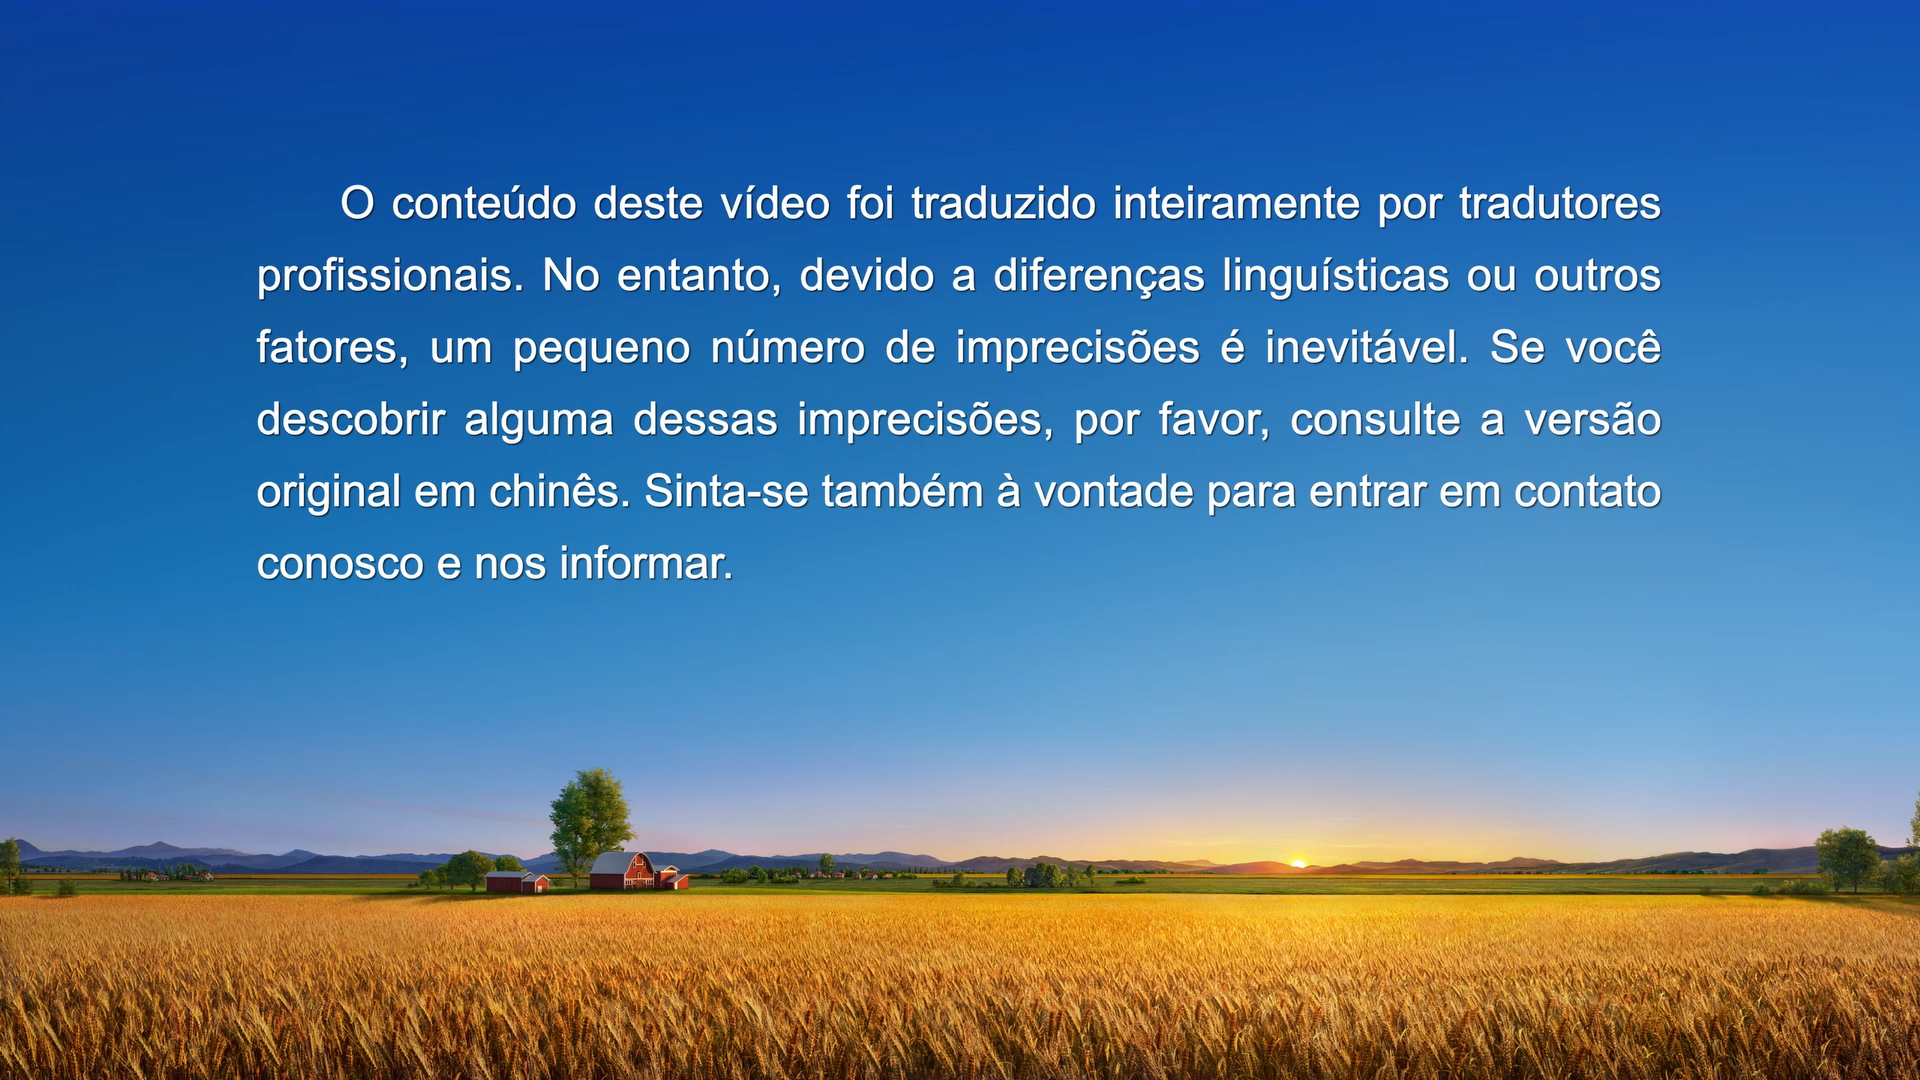 O conteúdo deste vídeo foi traduzido inteiramente por tradutores
profissionais. No entanto, devido a diferenças linguísticas ou outros
fatores, um pequeno número de imprecisões é inevitável. Se você
descobrir alguma dessas imprecisões, por favor, consulte a versão
original em chinês. Sinta-se também à vontade para entrar em contato
conosco e nos informar.